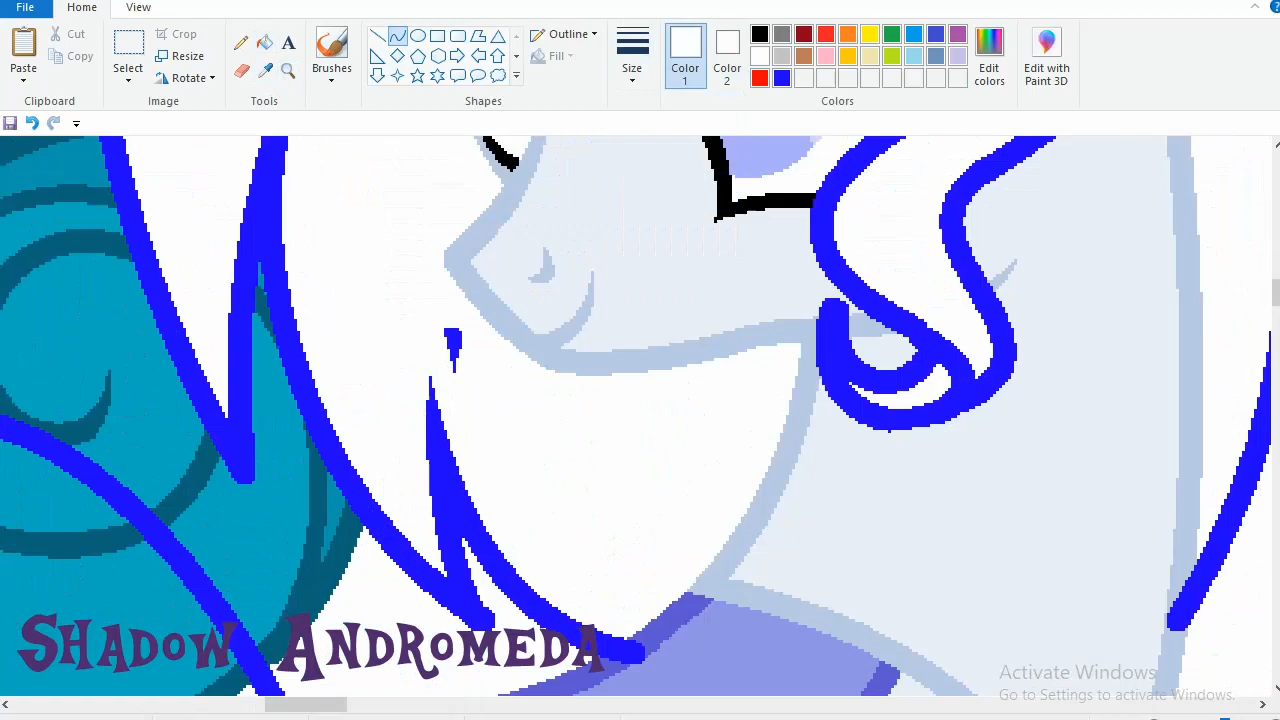 File Home View
Paste Cut Copy Clipboard
Select Crop Resize Rotate Image
Tools
Brushes
Shapes Outline Fill
Size
Color 1 Color 2
Edit colors
Colors
Edit with Paint 3D
Shadow Andromeda
Activate Windows
Go to Settings to activate Windows.